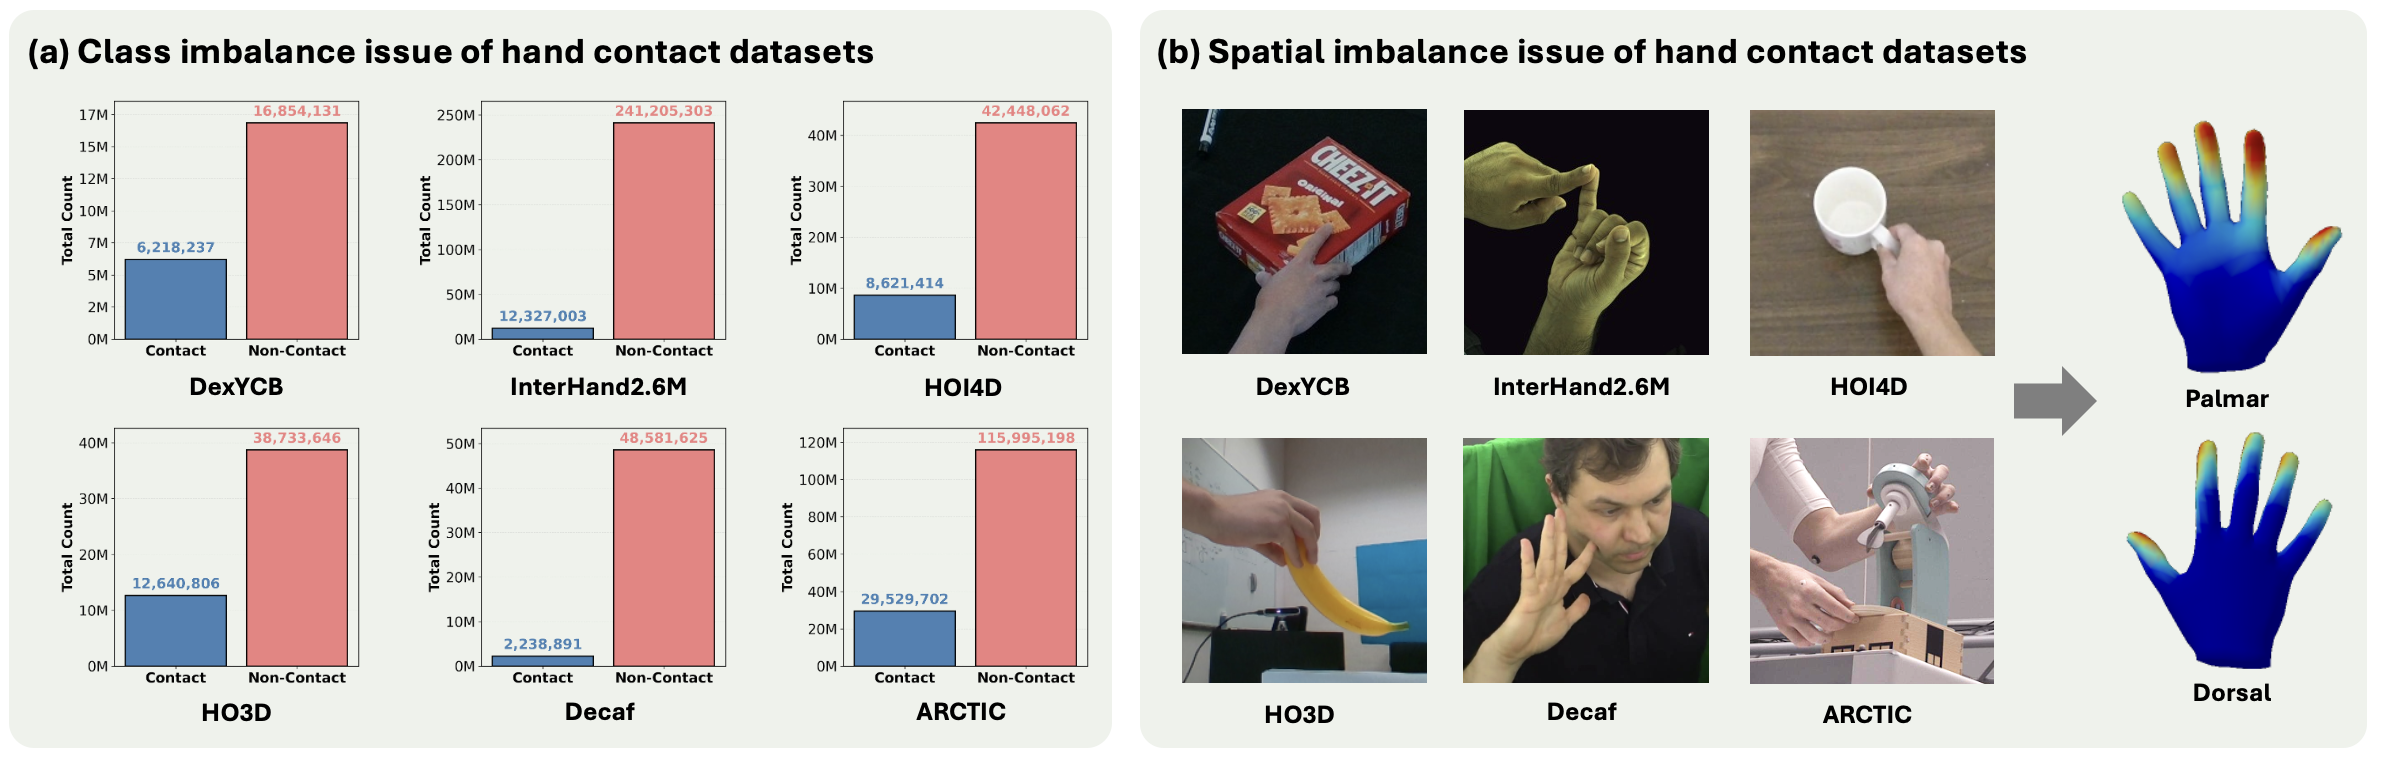 (a) Class imbalance issue of hand contact datasets
Total Count
17M
15M
12M
10M
7M
5M
2M
0M
6,218,237
16,854,131
Contact
Non-Contact
DexYCB
Total Count
250M
200M
150M
100M
50M
0M
12,327,003
241,205,303
Contact
Non-Contact
InterHand2.6M
Total Count
40M
30M
20M
10M
0M
8,621,414
42,448,062
Contact
Non-Contact
HOI4D
Total Count
40M
30M
20M
10M
0M
12,640,806
38,733,646
Contact
Non-Contact
HO3D
Total Count
50M
40M
30M
20M
10M
0M
2,238,891
48,581,625
Contact
Non-Contact
Decaf
Total Count
120M
100M
80M
60M
40M
20M
0M
29,529,702
115,995,198
Contact
Non-Contact
ARCTIC
(b) Spatial imbalance issue of hand contact datasets
CHEEZ-IT
ORIGINAL
DexYCB
InterHand2.6M
HOI4D
HO3D
Decaf
ARCTIC
Palmar
Dorsal